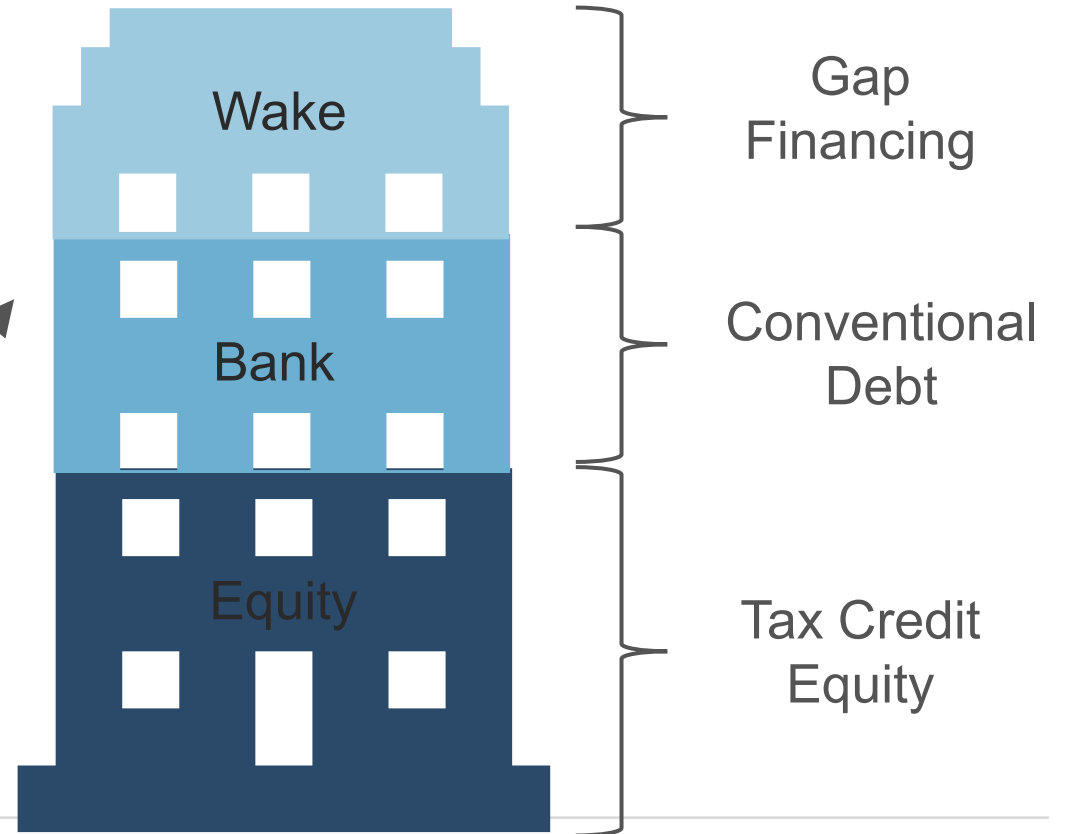 Wake
Gap
Financing
Bank
Conventional
Debt
Equity
Tax Credit
Equity